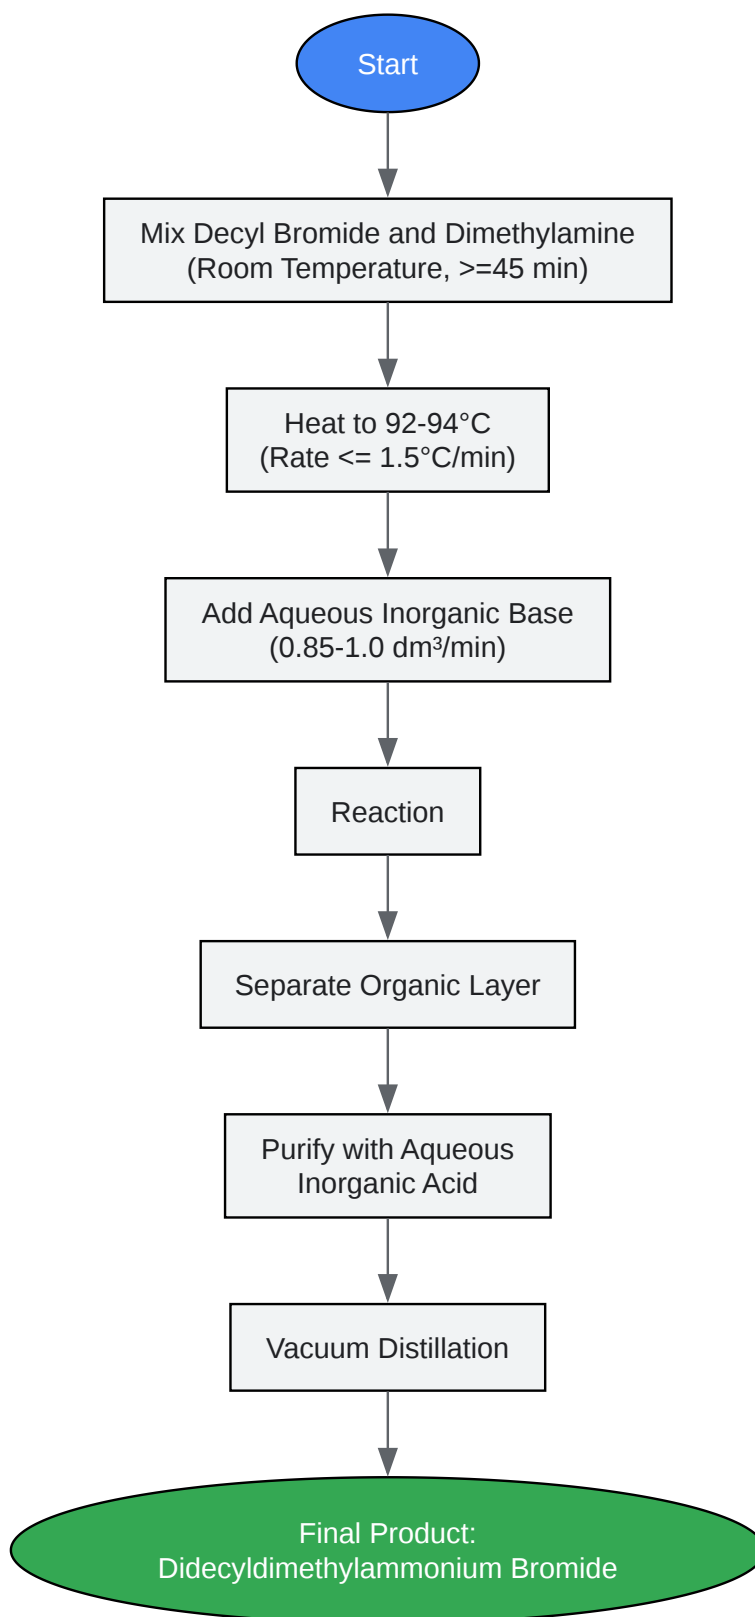 Start
Mix Decyl Bromide and Dimethylamine
(Room Temperature, >=45 min)
Heat to 92-94°C
(Rate <= 1.5°C/min)
Add Aqueous Inorganic Base
(0.85-1.0 dm³/min)
Reaction
Separate Organic Layer
Purify with Aqueous
Inorganic Acid
Vacuum Distillation
Final Product:
Didecyldimethylammonium Bromide